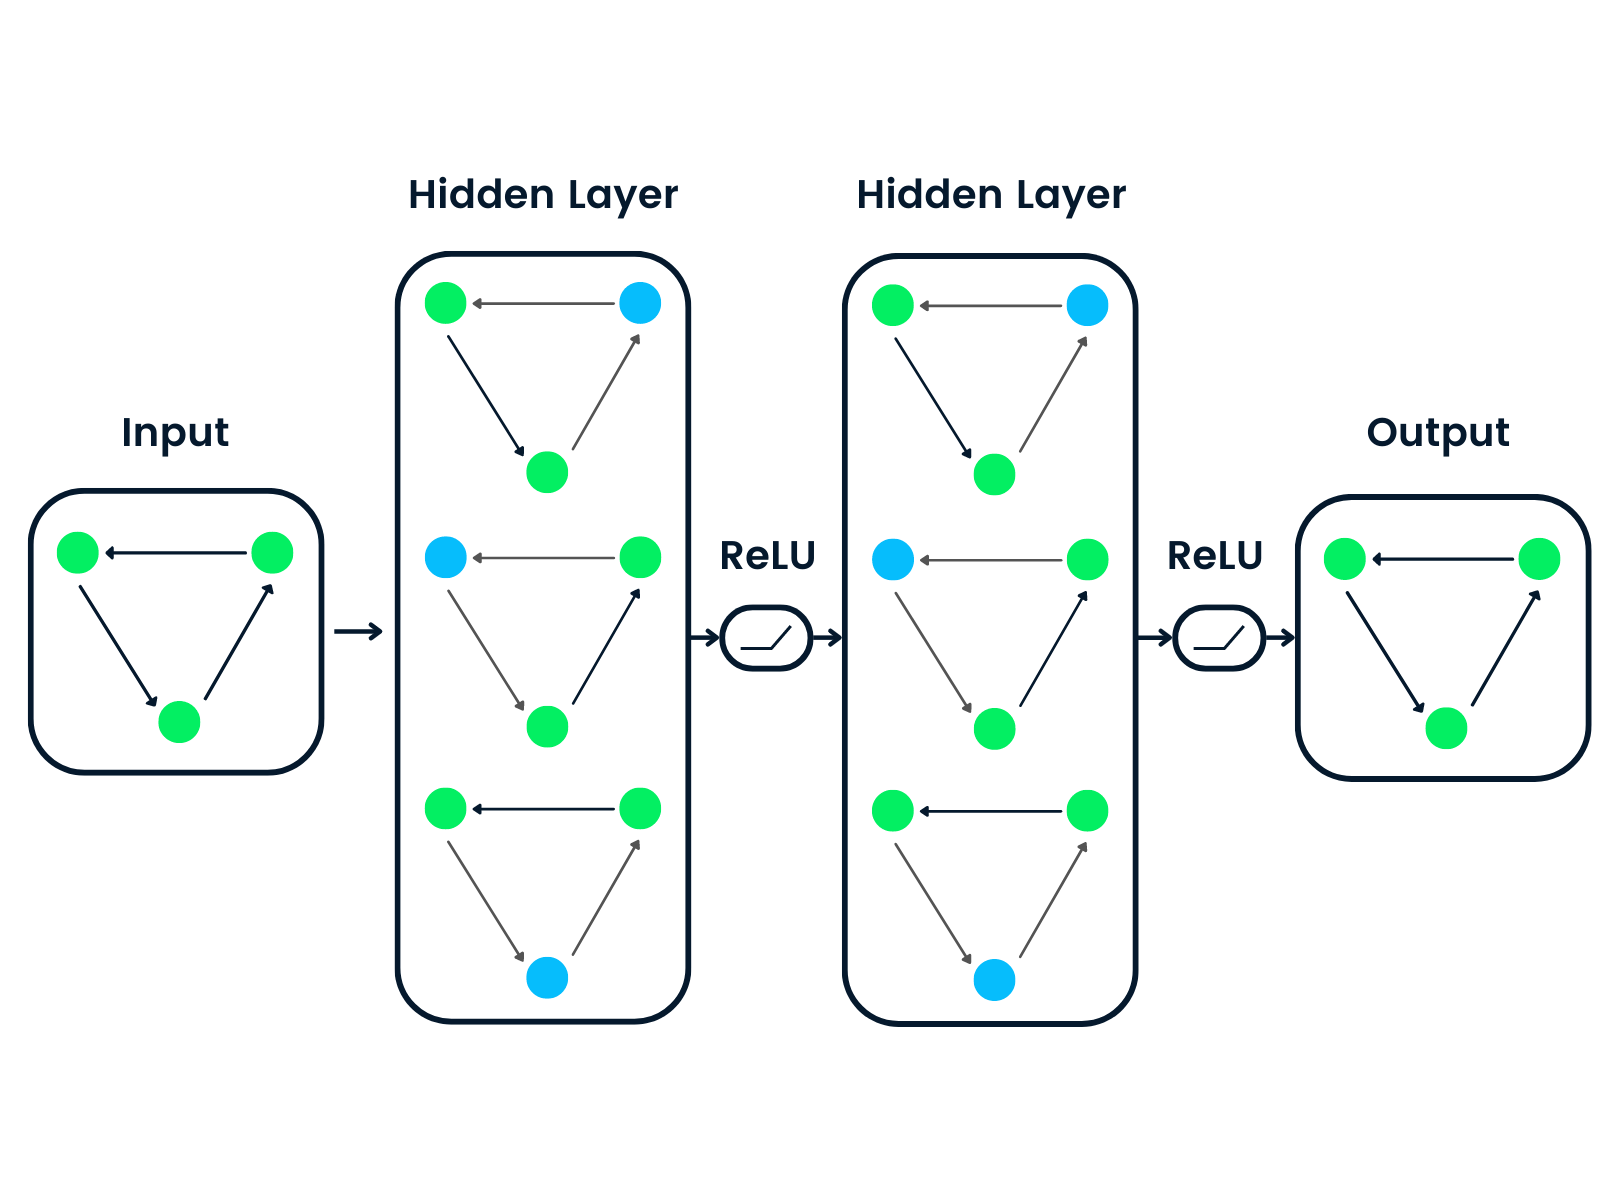 Hidden Layer
Hidden Layer
Input
Output
ReLU
ReLU